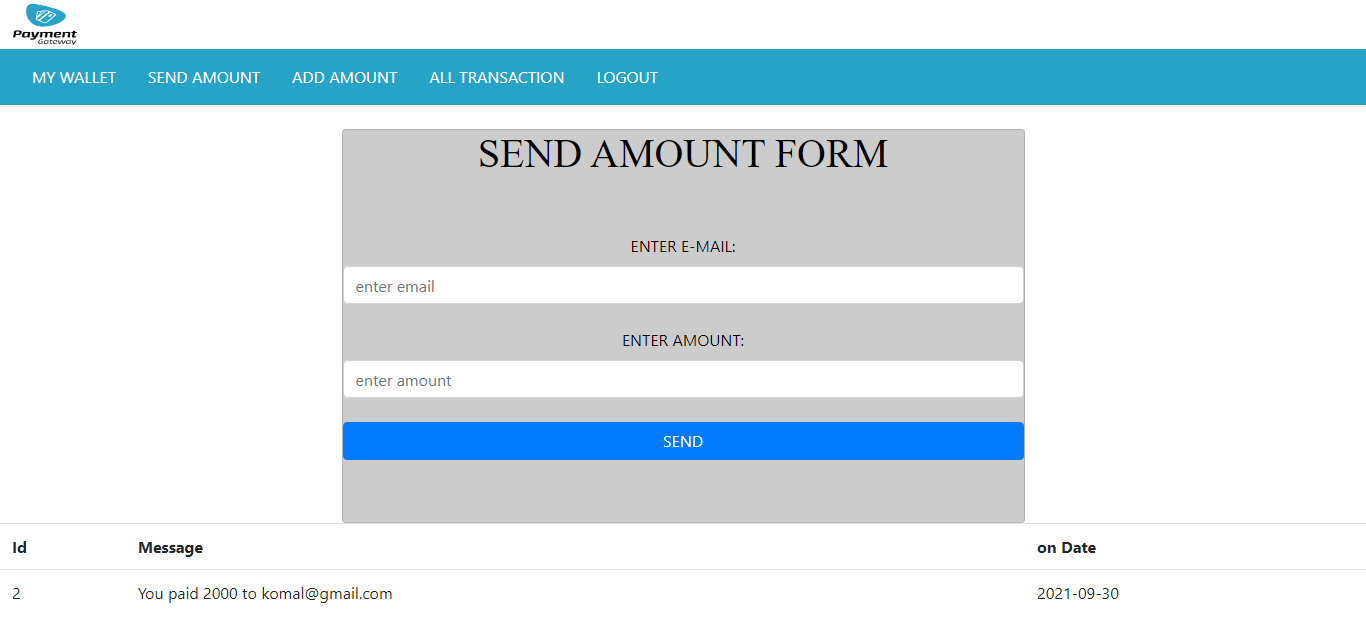 Payment
Gateway
MY WALLET SEND AMOUNT ADD AMOUNT ALL TRANSACTION LOGOUT
SEND AMOUNT FORM
ENTER E-MAIL:
enter email
ENTER AMOUNT:
enter amount
SEND
Id Message on Date
2 You paid 2000 to komal@gmail.com 2021-09-30